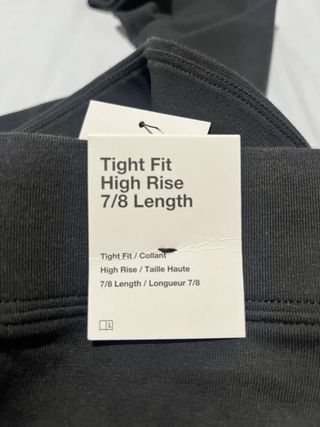 Tight Fit
High Rise
7/8 Length
Tight Fit / Collant
High Rise / Taille Haute
7/8 Length / Longueur 7/8